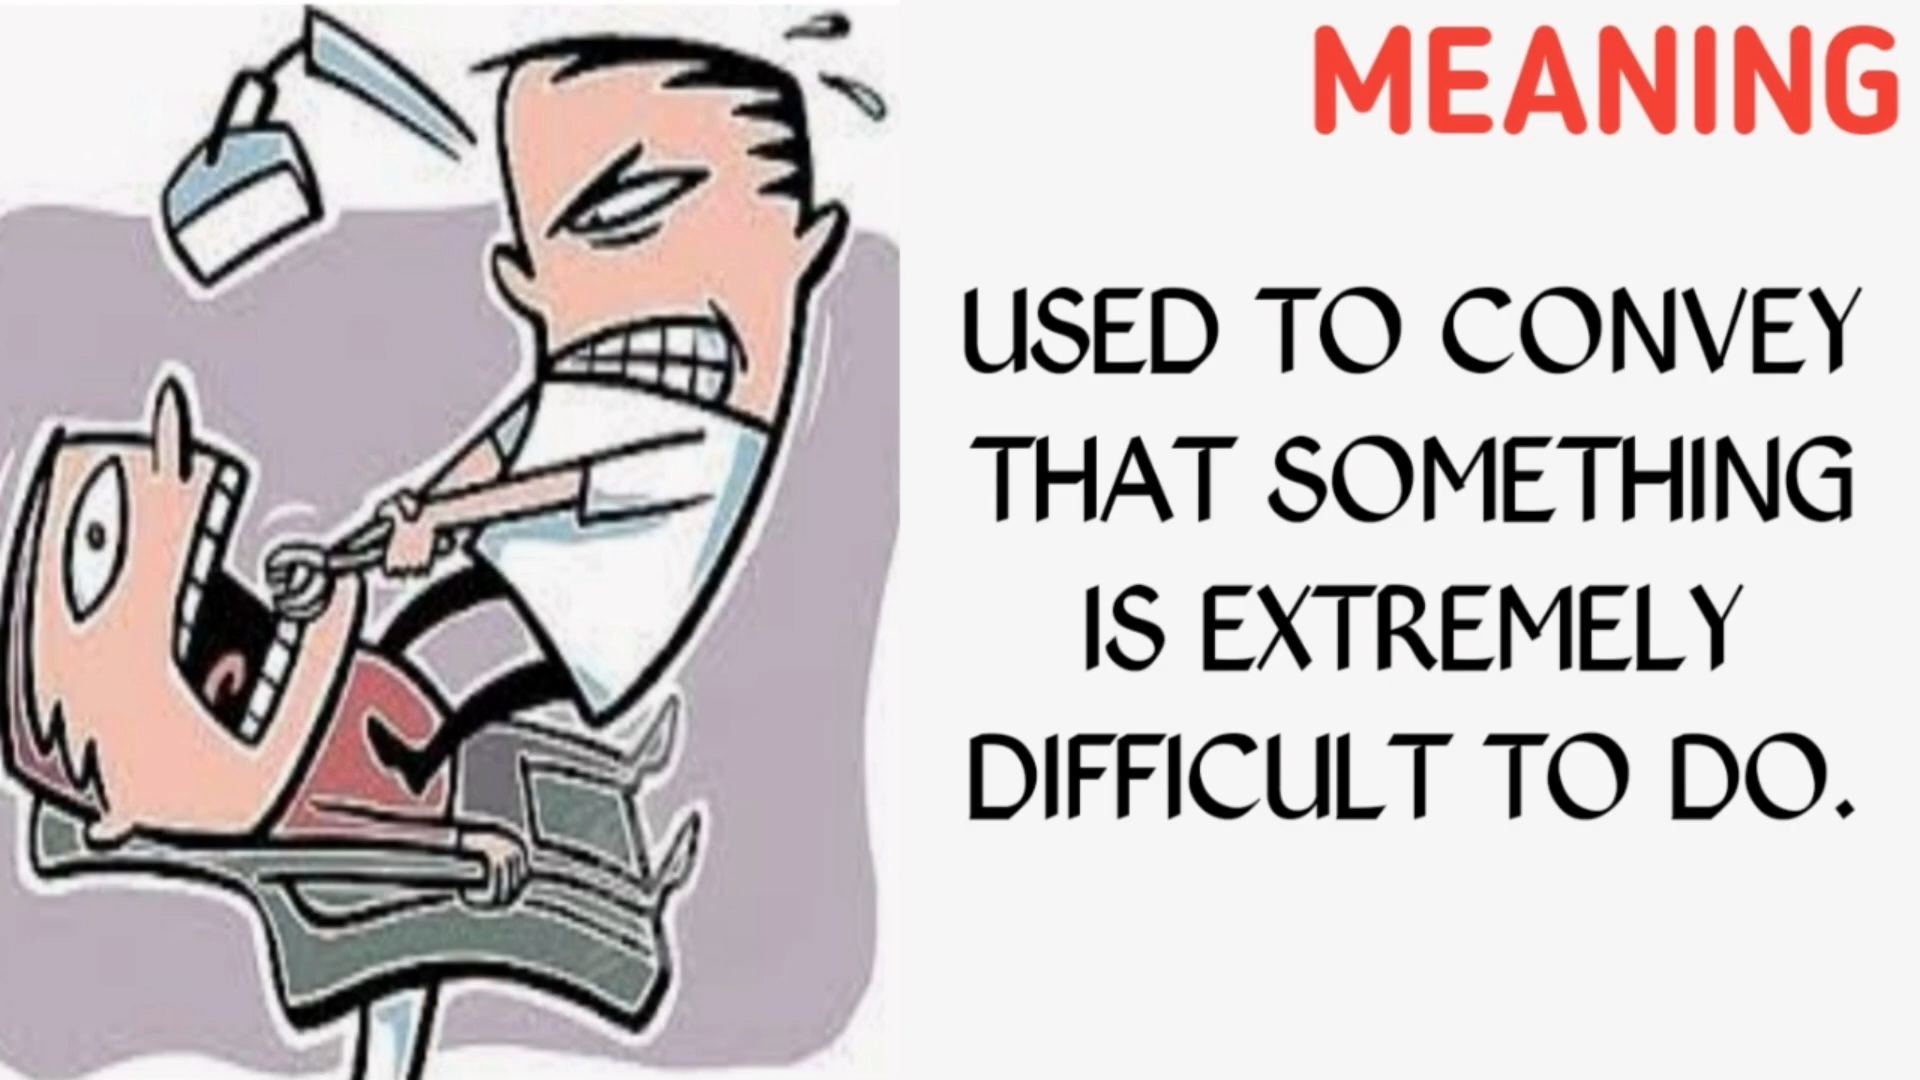 MEANING
USED TO CONVEY
THAT SOMETHING
IS EXTREMELY
DIFFICULT TO DO.